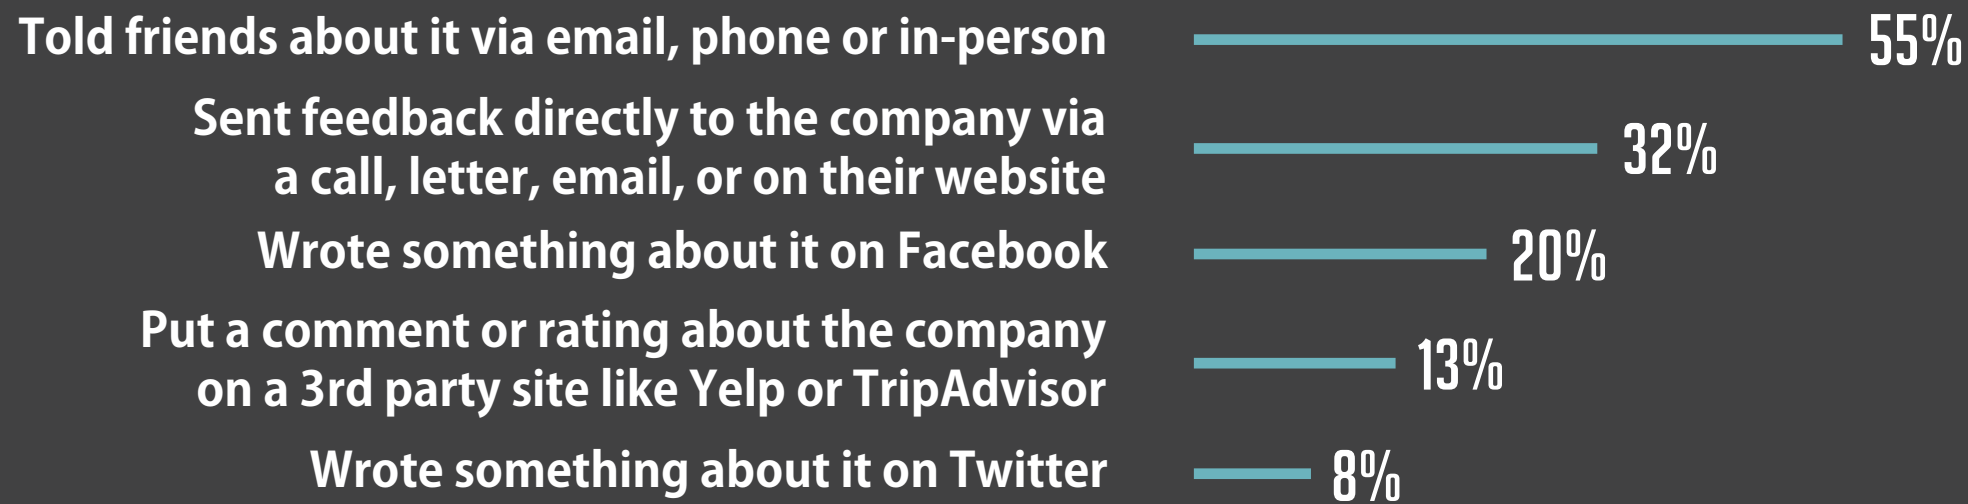 Told friends about it via email, phone or in-person 55%
Sent feedback directly to the company via
a call, letter, email, or on their website 32%
Wrote something about it on Facebook 20%
Put a comment or rating about the company
on a 3rd party site like Yelp or TripAdvisor 13%
Wrote something about it on Twitter 8%